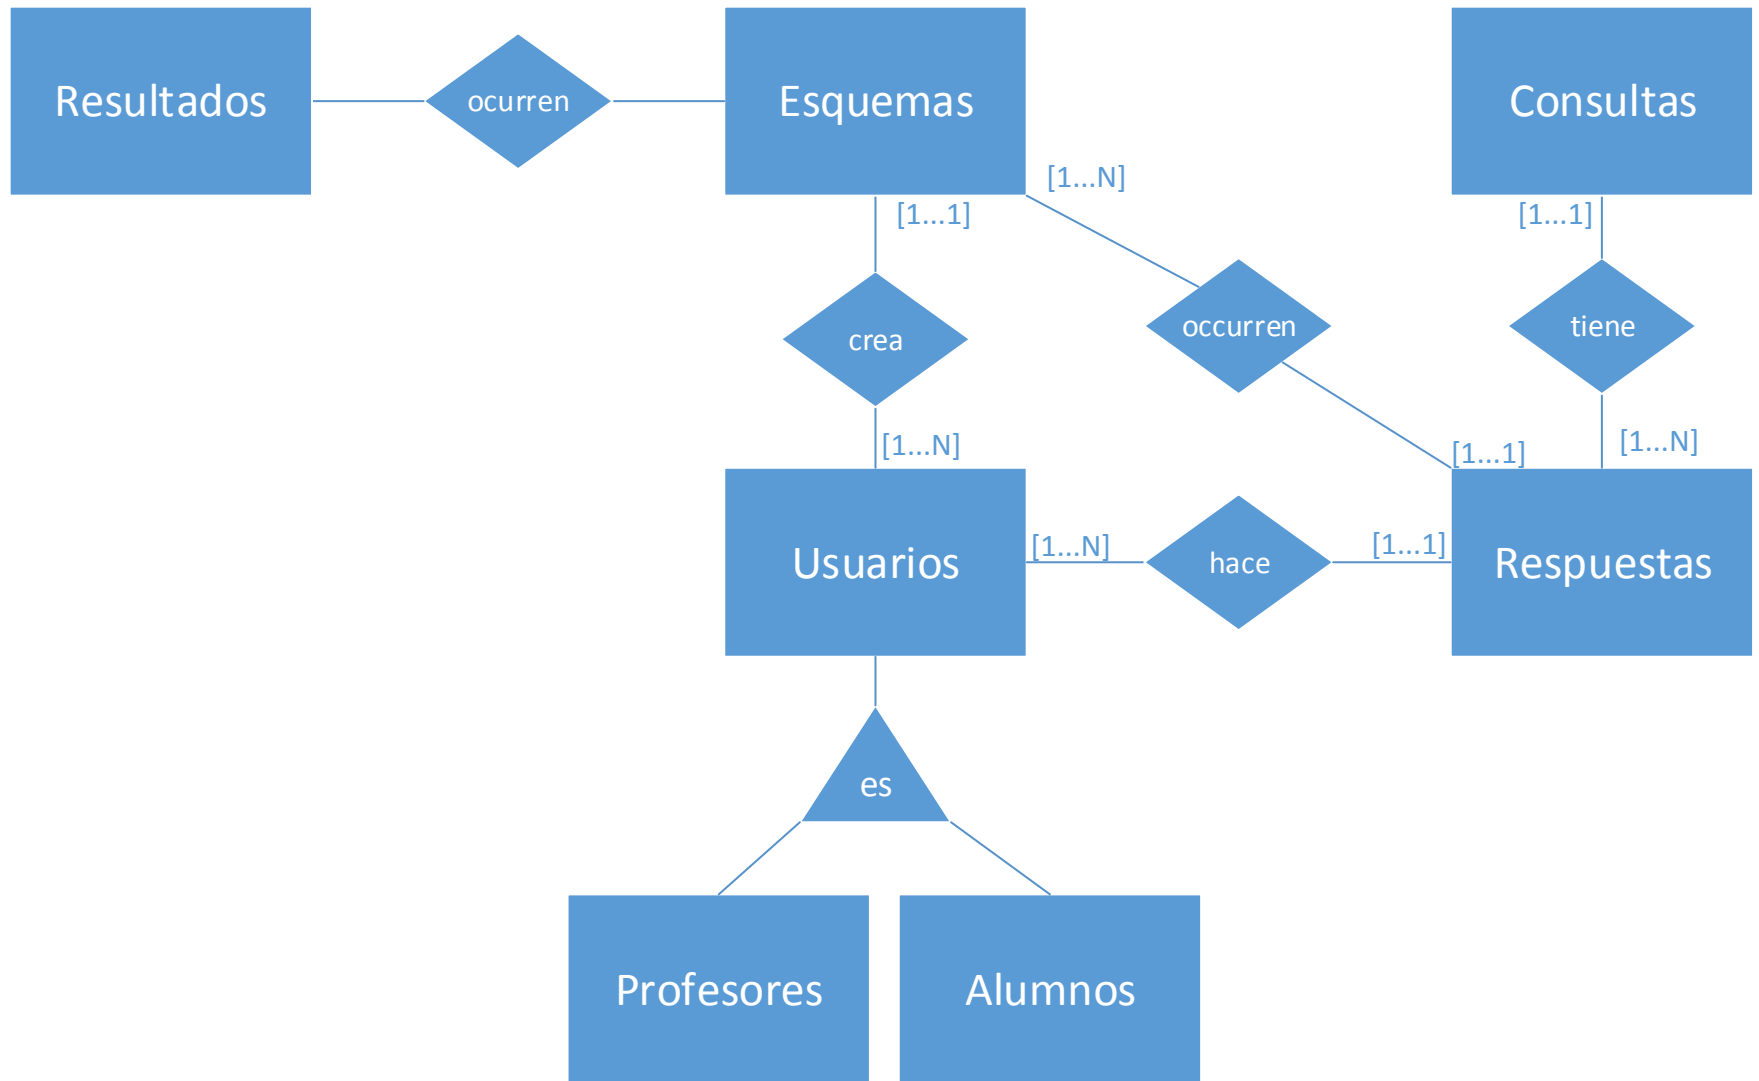 Resultados
ocurren
Esquemas
Consultas
[1...N]
[1...1]
[1...1]
crea
occurren
tiene
[1...N]
[1...1]
[1...N]
Usuarios
[1...N]
hace
[1...1]
Respuestas
es
Profesores
Alumnos